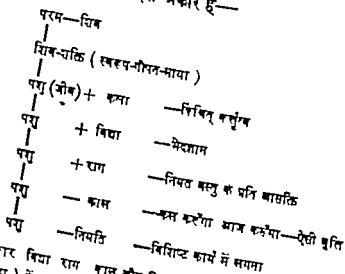 प्रकार हैं—
परम—शिव
शिव-शक्ति ( स्वरूप-गोपन-माया )
पशु (जीव) + कला —किंचित् कर्तृत्व
पशु + विद्या —भेदज्ञान
पशु + राग —नियत वस्तु के प्रति आसक्ति
पशु — काल —कल करूँगा आज करूँगा—ऐसी वृत्ति
पशु —नियति —विशिष्ट कार्य में लगना
विद्या राग काल